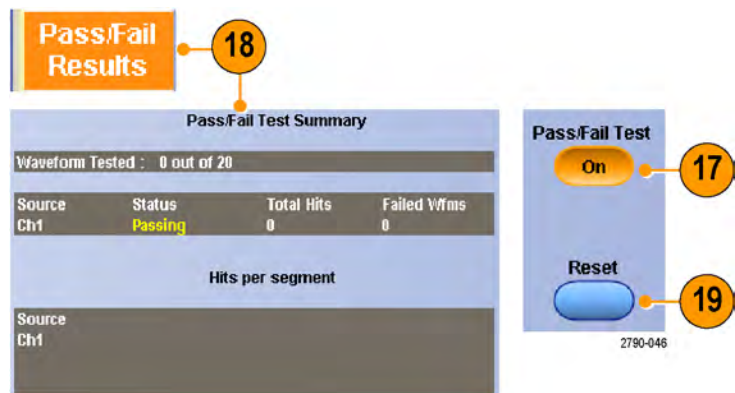 Pass/Fail
Results
18
Pass/Fail Test Summary
Waveform Tested : 0 out of 20
Source Status Total Hits Failed Wfms
Ch1 Passing 0 0
Hits per segment
Source
Ch1
Pass/Fail Test
On
17
Reset
19
2790-046